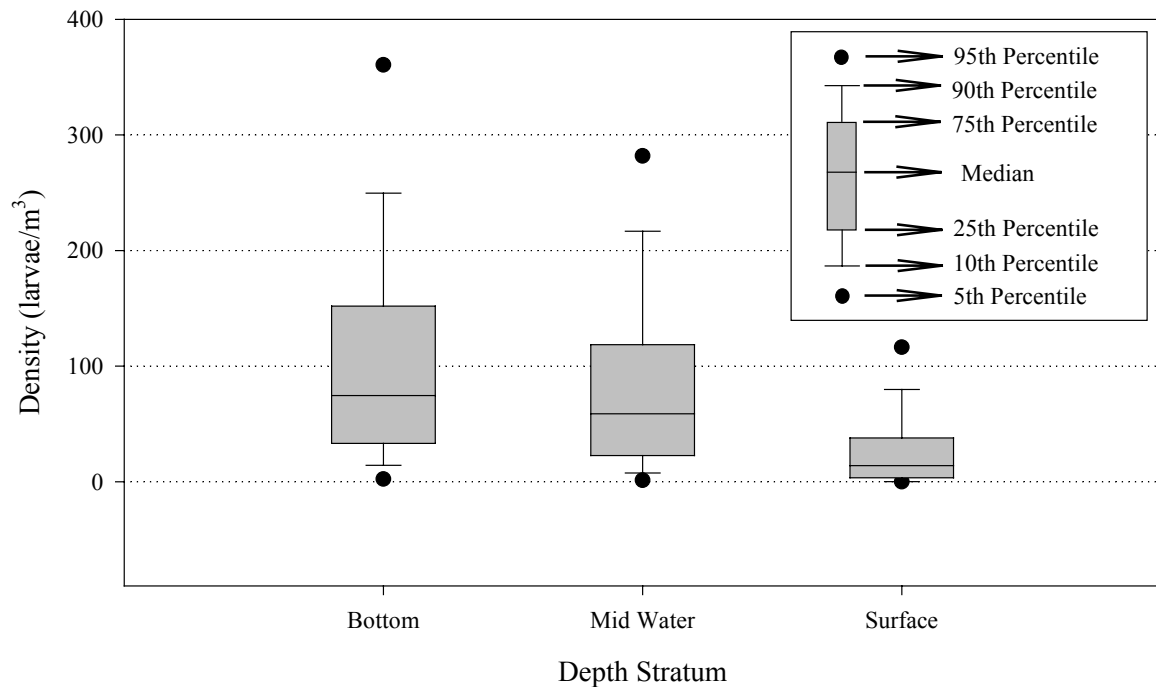 400
300
200
100
0
Density (larvae/m³)
95th Percentile
90th Percentile
75th Percentile
Median
25th Percentile
10th Percentile
5th Percentile
Bottom
Mid Water
Surface
Depth Stratum